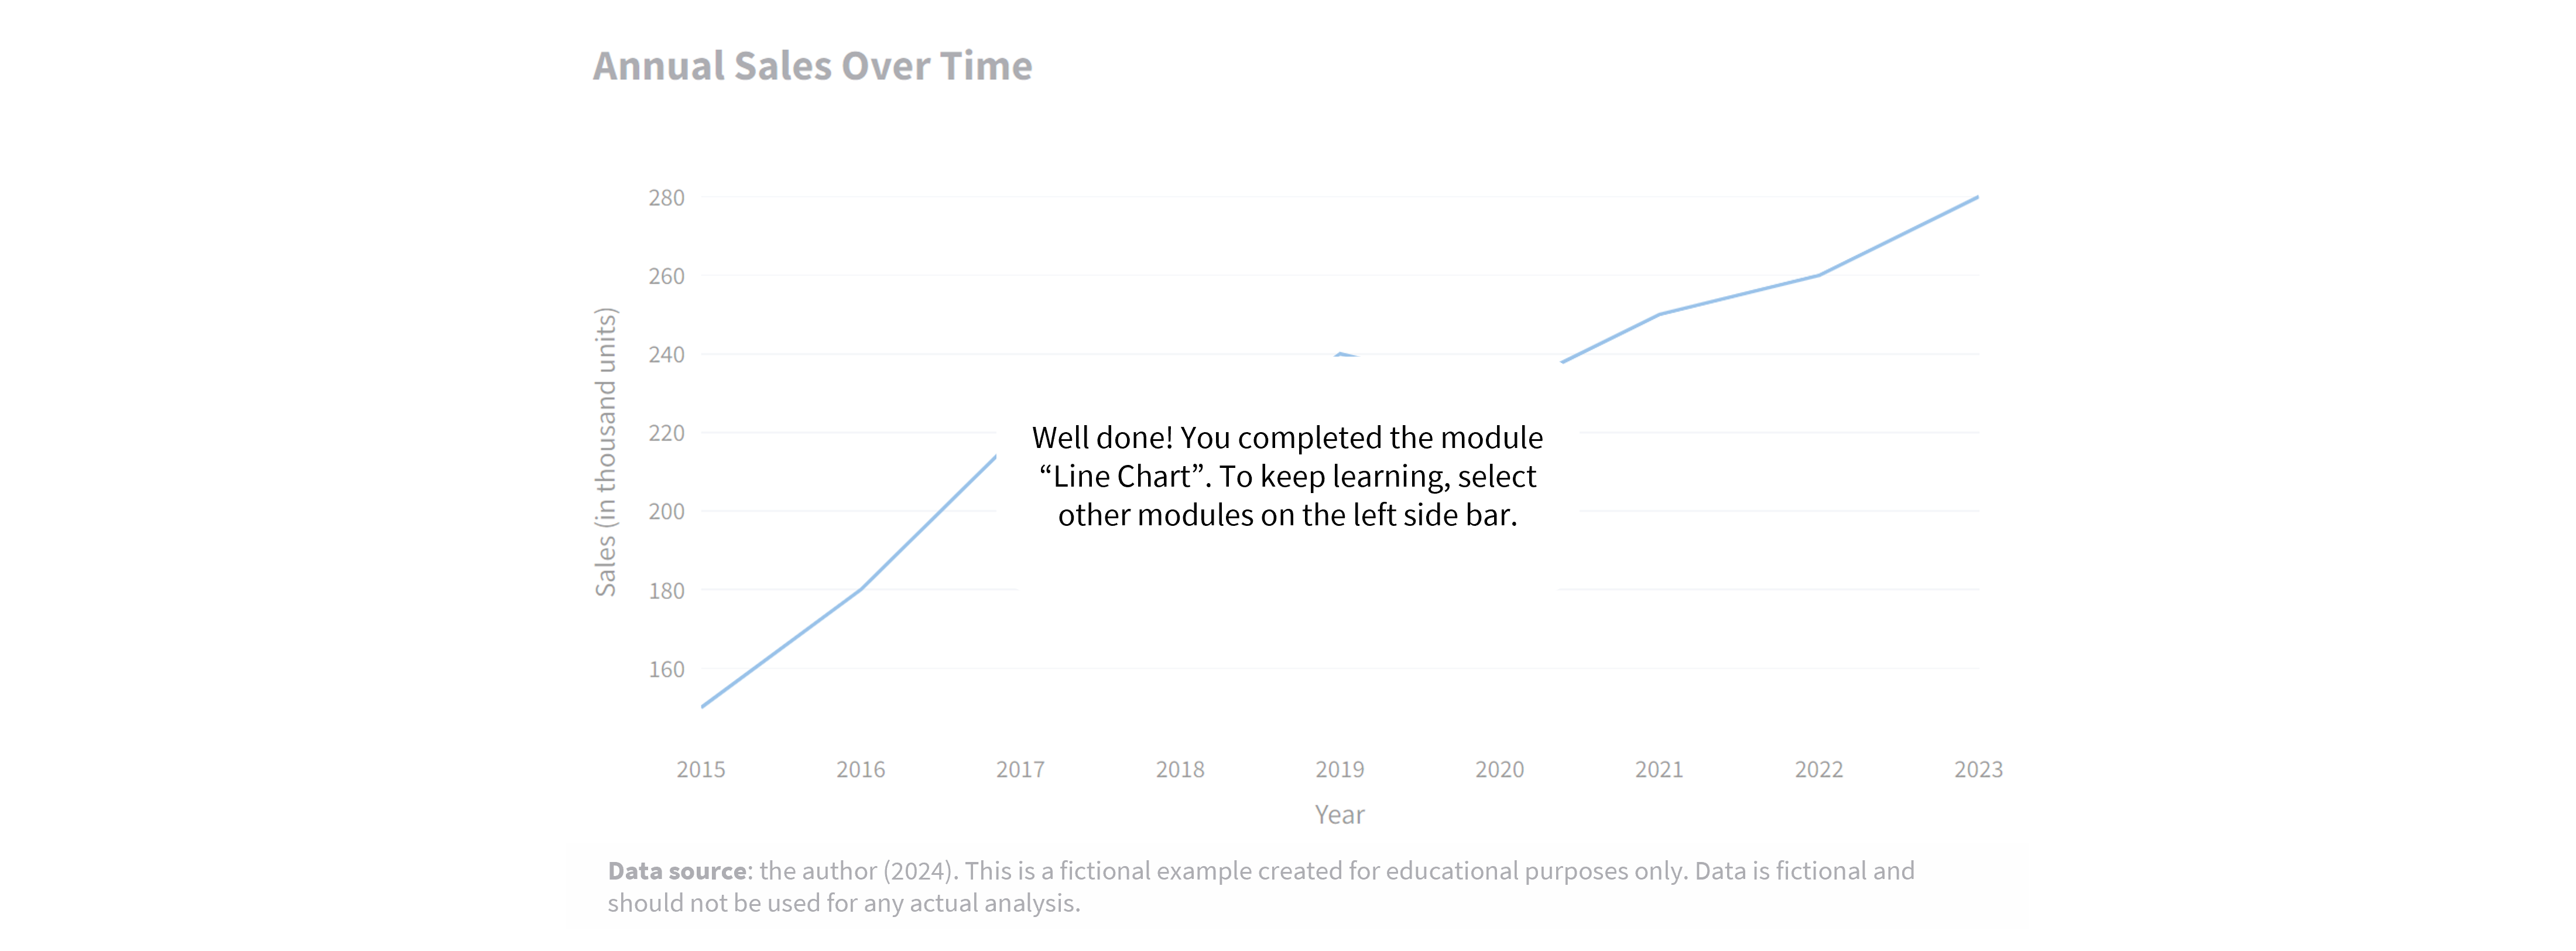 Annual Sales Over Time
Sales (in thousand units)
280
260
240
220
200
180
160
Well done! You completed the module
“Line Chart”. To keep learning, select
other modules on the left side bar.
2015 2016 2017 2018 2019 2020 2021 2022 2023
Year
Data source: the author (2024). This is a fictional example created for educational purposes only. Data is fictional and
should not be used for any actual analysis.